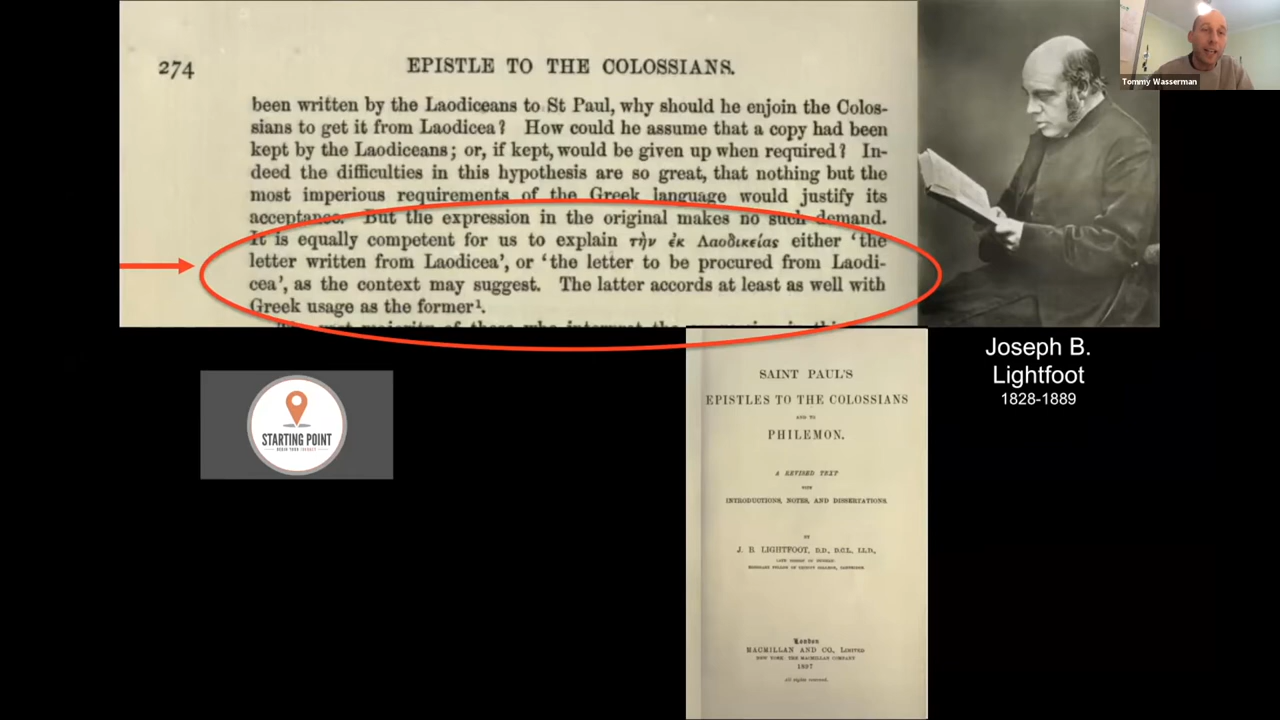 274
EPISTLE TO THE COLOSSIANS.
been written by the Laodiceans to St Paul, why should he enjoin the Colos-
sians to get it from Laodicea? How could he assume that a copy had been
kept by the Laodiceans; or, if kept, would be given up when required? In-
deed the difficulties in this hypothesis are so great, that nothing but the
most imperious requirements of the Greek language would justify its
acceptance. But the expression in the original makes no such demand.
It is equally competent for us to explain τὴν ἐκ Λαοδικείας either ‘the
letter written from Laodicea’, or ‘the letter to be procured from Laodi-
cea’, as the context may suggest. The latter accords at least as well with
Greek usage as the former¹.
Tommy Wasserman
Joseph B.
Lightfoot
1828-1889
STARTING POINT
BEGIN YOUR JOURNEY
SAINT PAUL'S
EPISTLES TO THE COLOSSIANS
AND TO
PHILEMON.
A REVISED TEXT
WITH
INTRODUCTIONS, NOTES, AND DISSERTATIONS.
BY
J. B. LIGHTFOOT, D.D., D.C.L., LL.D.,
London
MACMILLAN AND CO., LIMITED
NEW YORK: THE MACMILLAN COMPANY
1897
All rights reserved.